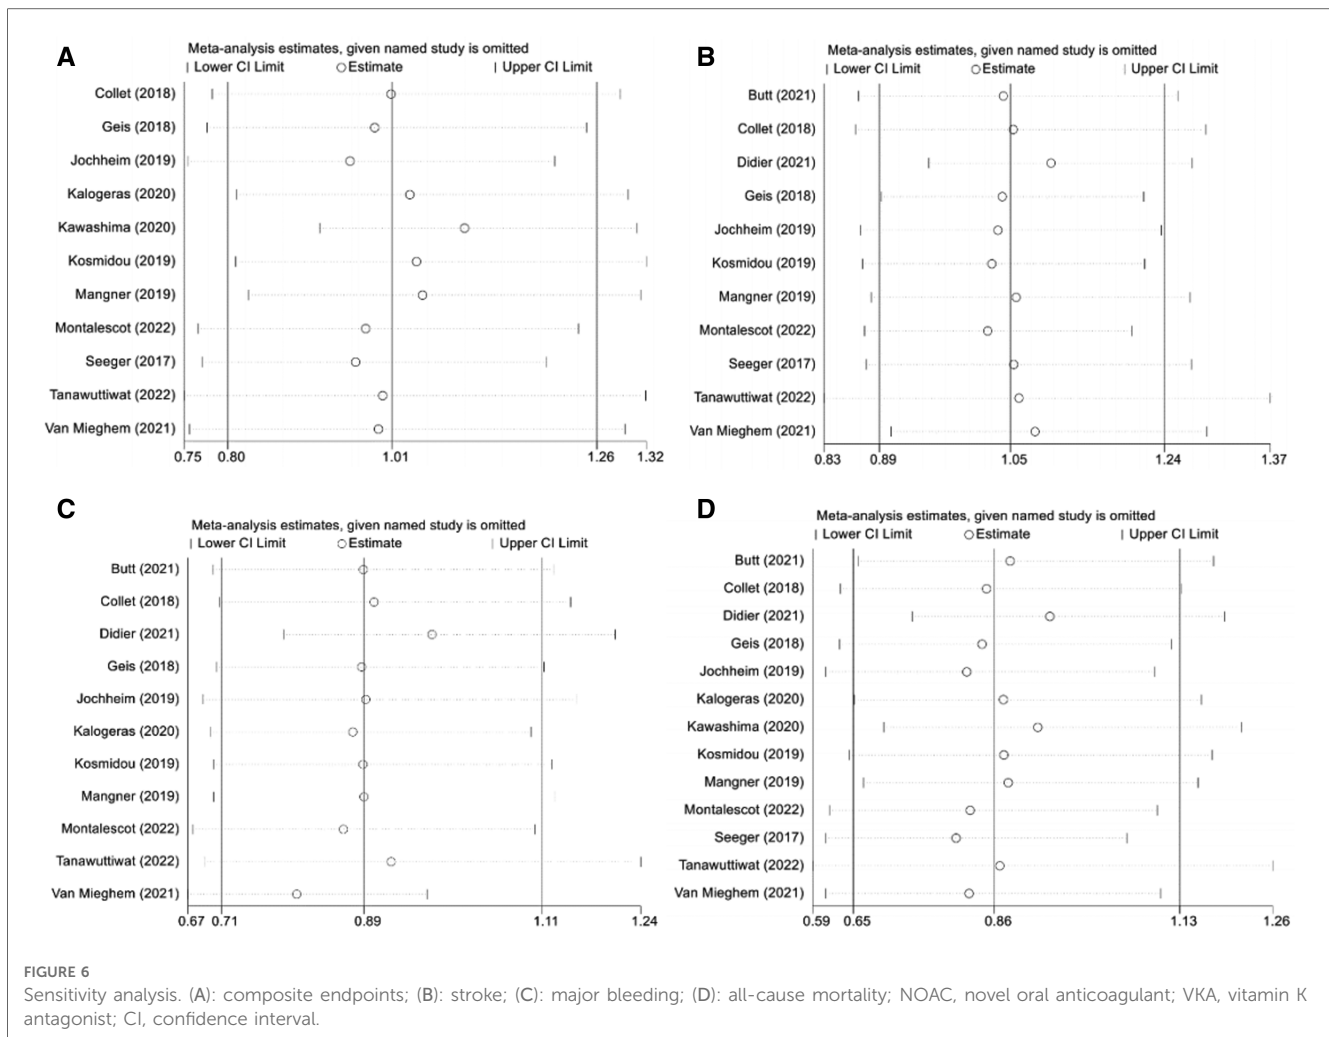 A
Meta-analysis estimates, given named study is omitted
Lower CI Limit Estimate Upper CI Limit
Collet (2018)
Geis (2018)
Jochheim (2019)
Kalogeras (2020)
Kawashima (2020)
Kosmidou (2019)
Mangner (2019)
Montalescot (2022)
Seeger (2017)
Tanawuttiwat (2022)
Van Mieghem (2021)
0.75 0.80 1.01 1.26 1.32
B
Meta-analysis estimates, given named study is omitted
Lower CI Limit Estimate Upper CI Limit
Butt (2021)
Collet (2018)
Didier (2021)
Geis (2018)
Jochheim (2019)
Kosmidou (2019)
Mangner (2019)
Montalescot (2022)
Seeger (2017)
Tanawuttiwat (2022)
Van Mieghem (2021)
0.83 0.89 1.05 1.24 1.37
C
Meta-analysis estimates, given named study is omitted
Lower CI Limit Estimate Upper CI Limit
Butt (2021)
Collet (2018)
Didier (2021)
Geis (2018)
Jochheim (2019)
Kalogeras (2020)
Kosmidou (2019)
Mangner (2019)
Montalescot (2022)
Tanawuttiwat (2022)
Van Mieghem (2021)
0.67 0.71 0.89 1.11 1.24
D
Meta-analysis estimates, given named study is omitted
Lower CI Limit Estimate Upper CI Limit
Butt (2021)
Collet (2018)
Didier (2021)
Geis (2018)
Jochheim (2019)
Kalogeras (2020)
Kawashima (2020)
Kosmidou (2019)
Mangner (2019)
Montalescot (2022)
Seeger (2017)
Tanawuttiwat (2022)
Van Mieghem (2021)
0.59 0.65 0.86 1.13 1.26
FIGURE 6
Sensitivity analysis. (A): composite endpoints; (B): stroke; (C): major bleeding; (D): all-cause mortality; NOAC, novel oral anticoagulant; VKA, vitamin K
antagonist; CI, confidence interval.